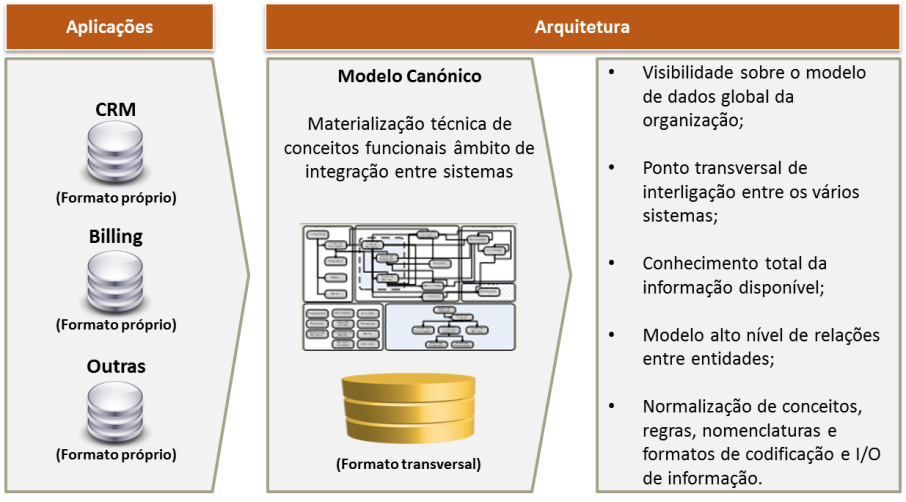 Aplicações
Arquitetura
CRM
(Formato próprio)
Billing
(Formato próprio)
Outras
(Formato próprio)
Modelo Canónico
Materialização técnica de
conceitos funcionais âmbito de
integração entre sistemas
(Formato transversal)
• Visibilidade sobre o modelo
de dados global da
organização;
• Ponto transversal de
interligação entre os vários
sistemas;
• Conhecimento total da
informação disponível;
• Modelo alto nível de relações
entre entidades;
• Normalização de conceitos,
regras, nomenclaturas e
formatos de codificação e I/O
de informação.